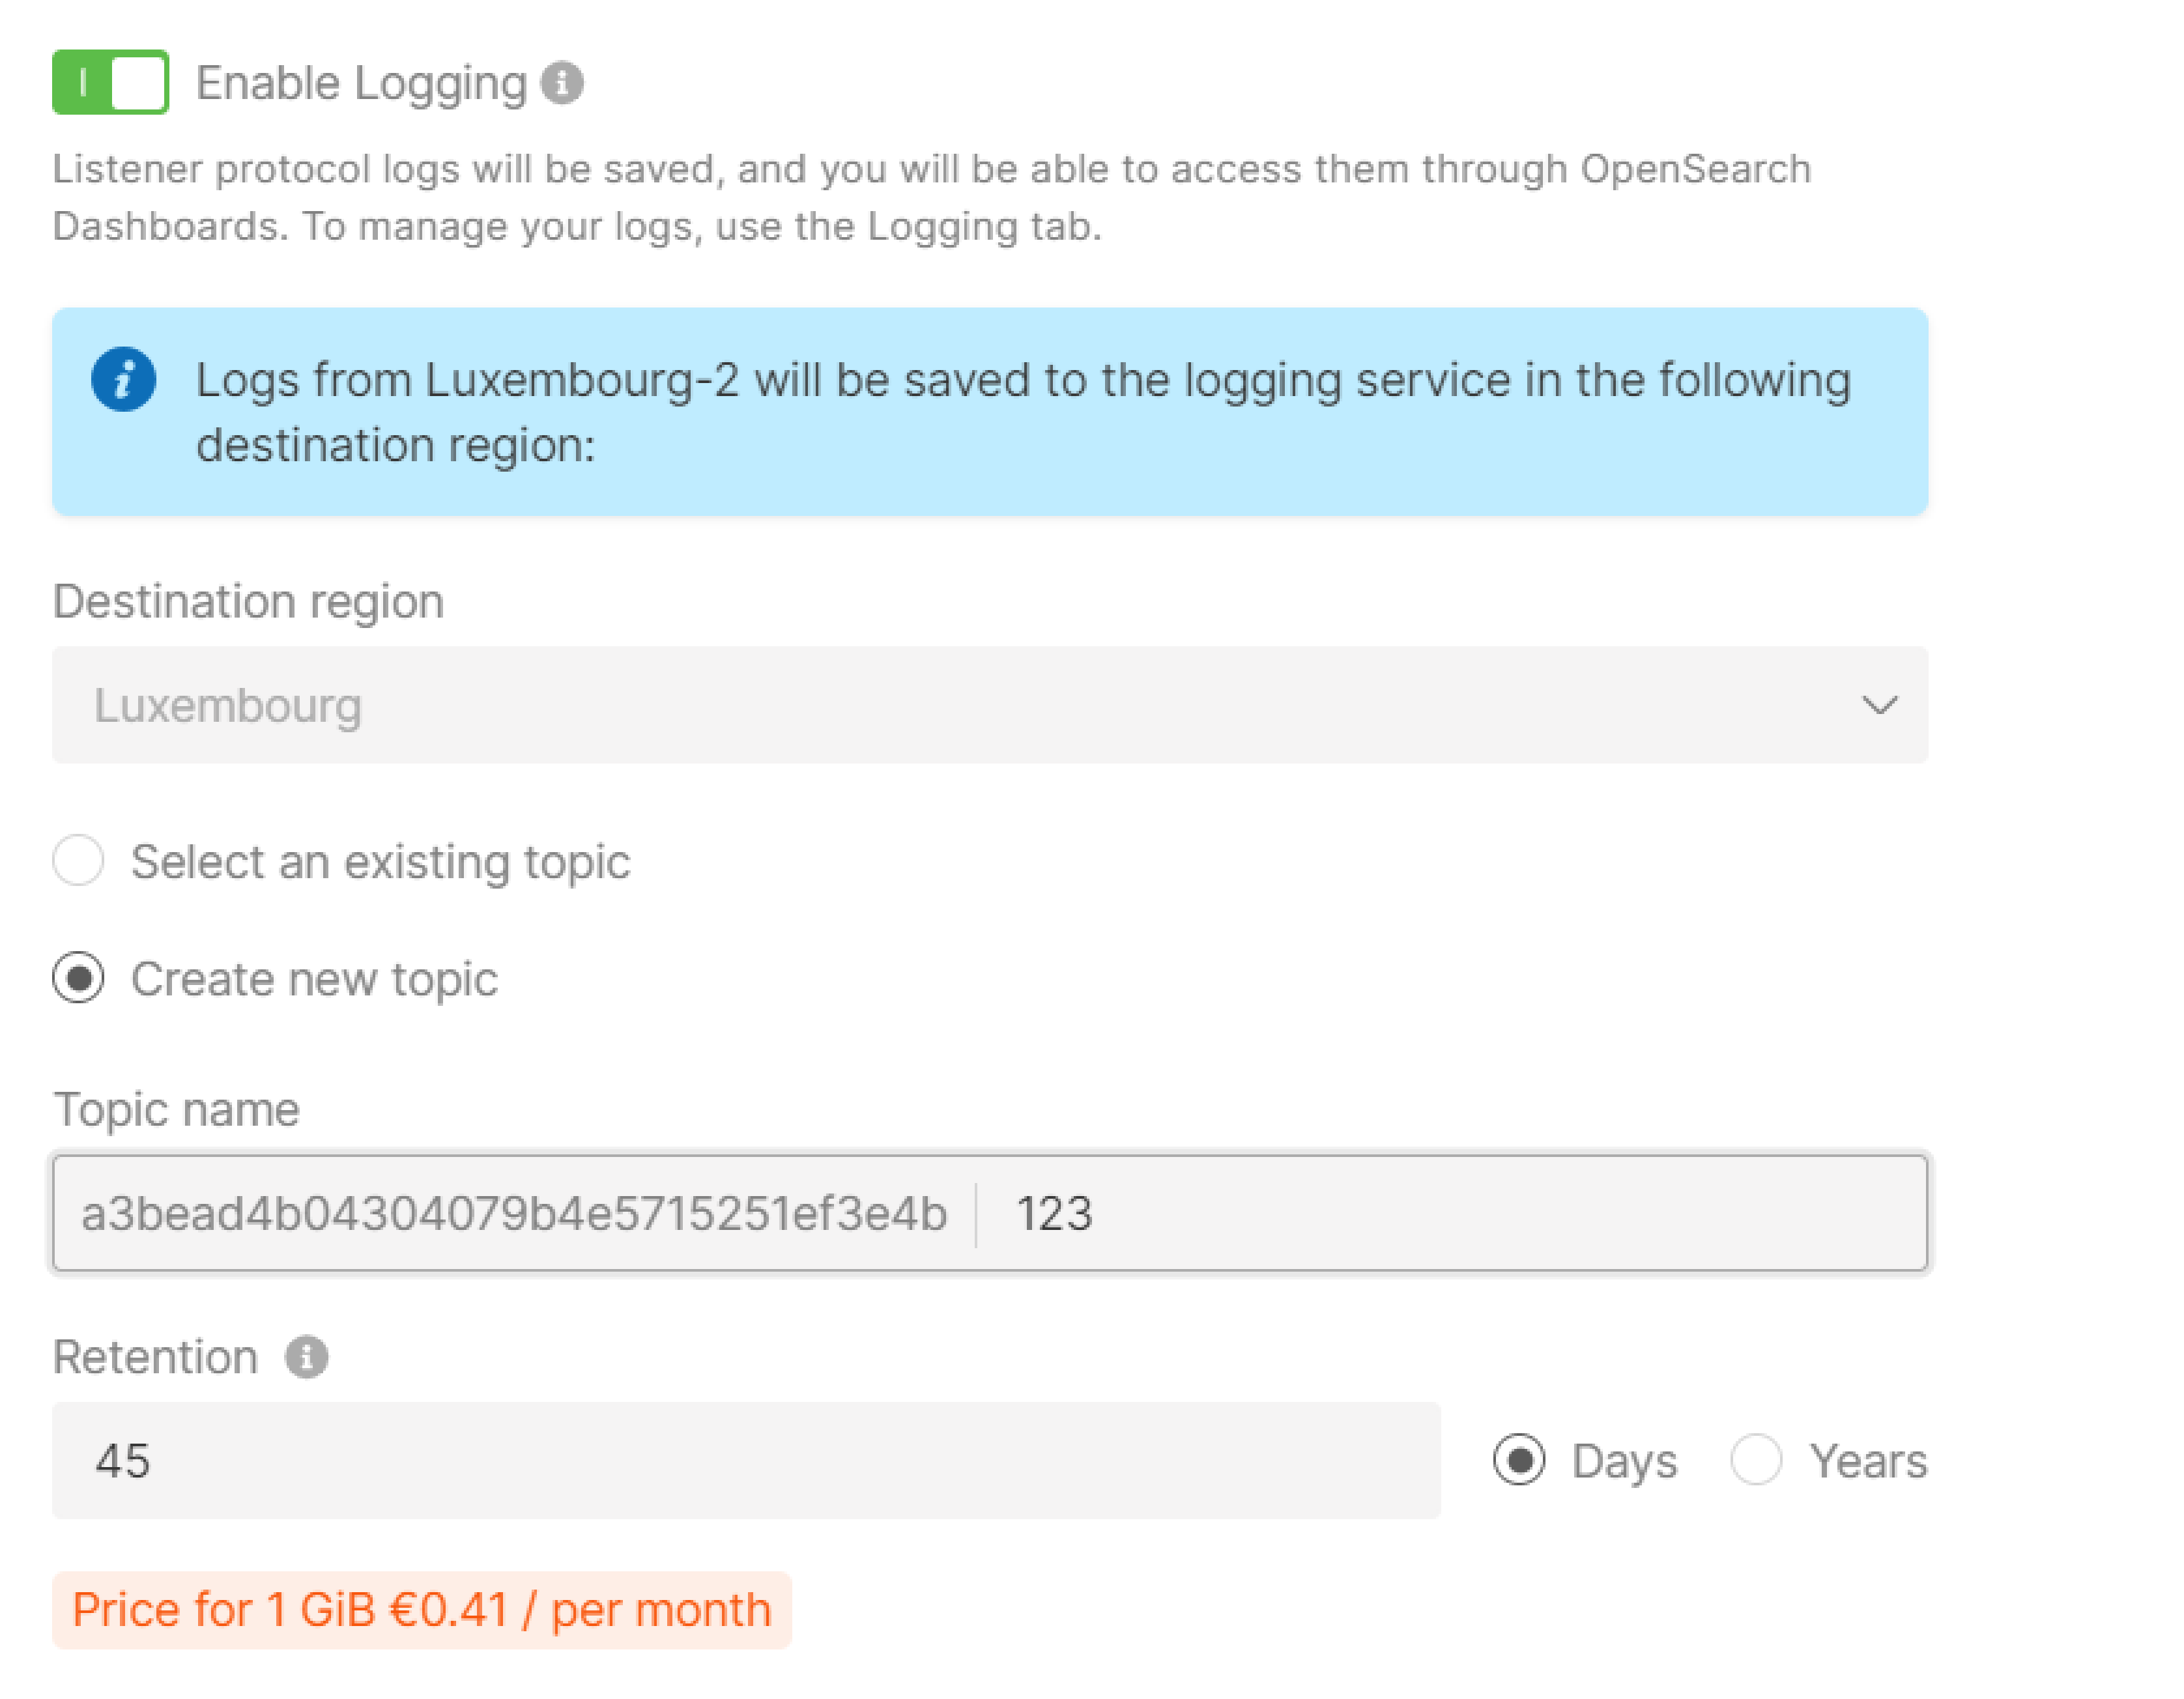 Enable Logging
Listener protocol logs will be saved, and you will be able to access them through OpenSearch
Dashboards. To manage your logs, use the Logging tab.
Logs from Luxembourg-2 will be saved to the logging service in the following
destination region:
Destination region
Luxembourg
Select an existing topic
Create new topic
Topic name
a3bead4b04304079b4e5715251ef3e4b 123
Retention
45 Days Years
Price for 1 GiB €0.41 / per month